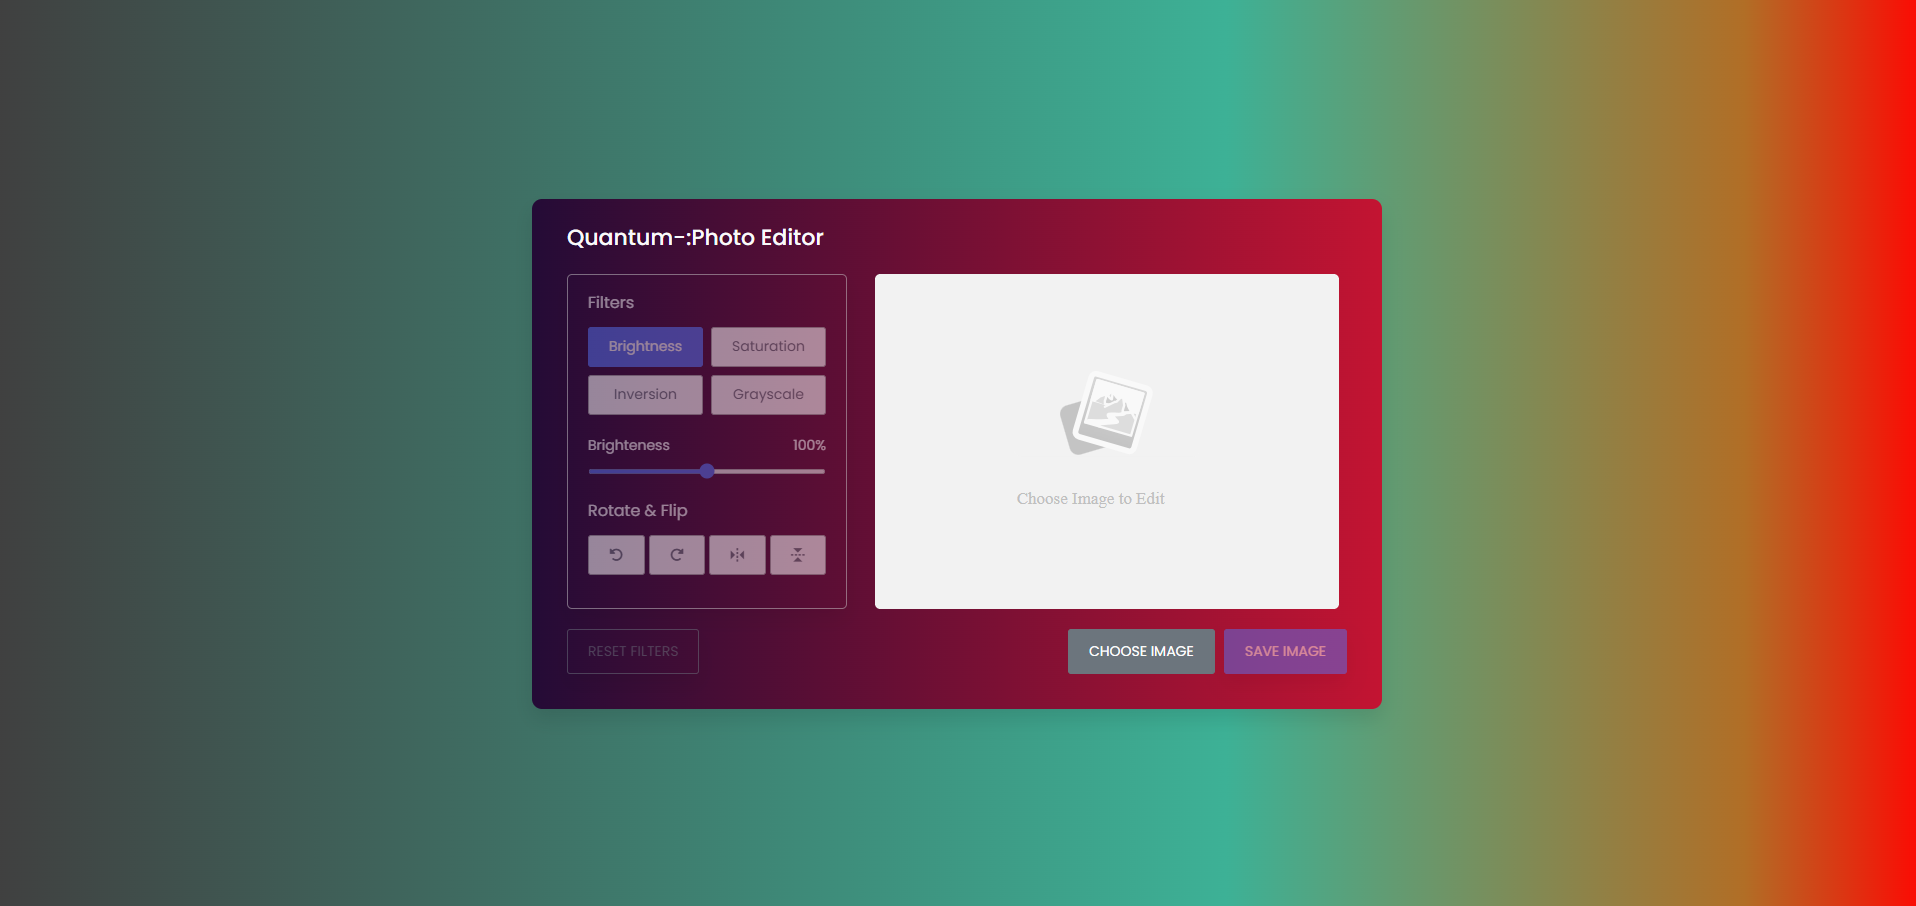 Quantum-:Photo Editor
Filters
Brightness
Saturation
Inversion
Grayscale
Brighteness 100%
Rotate & Flip
Choose Image to Edit
RESET FILTERS
CHOOSE IMAGE
SAVE IMAGE